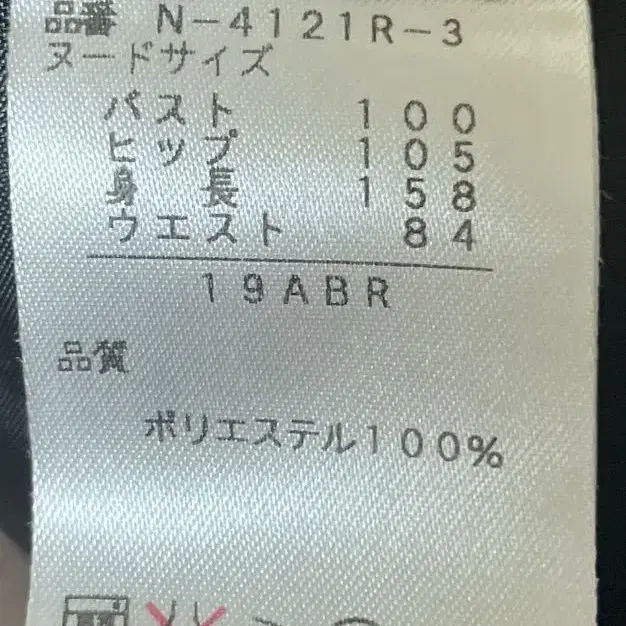 品番 N-4121R-3
ヌードサイズ
バスト 100
ヒップ 105
身長 158
ウエスト 84
19ABR
品質
ポリエステル100%